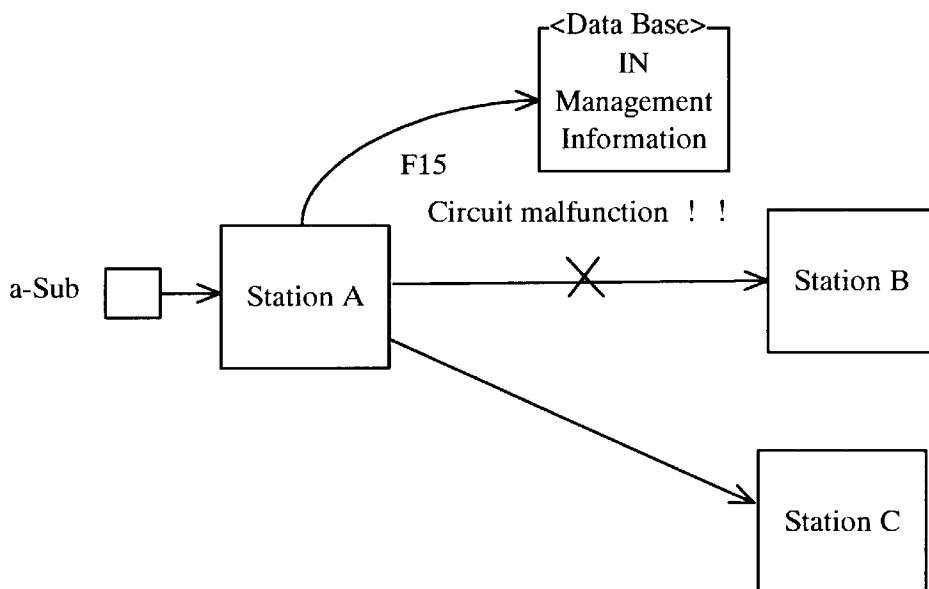 <Data Base>
IN
Management
Information
F15
Circuit malfunction ! !
a-Sub
Station A
Station B
Station C